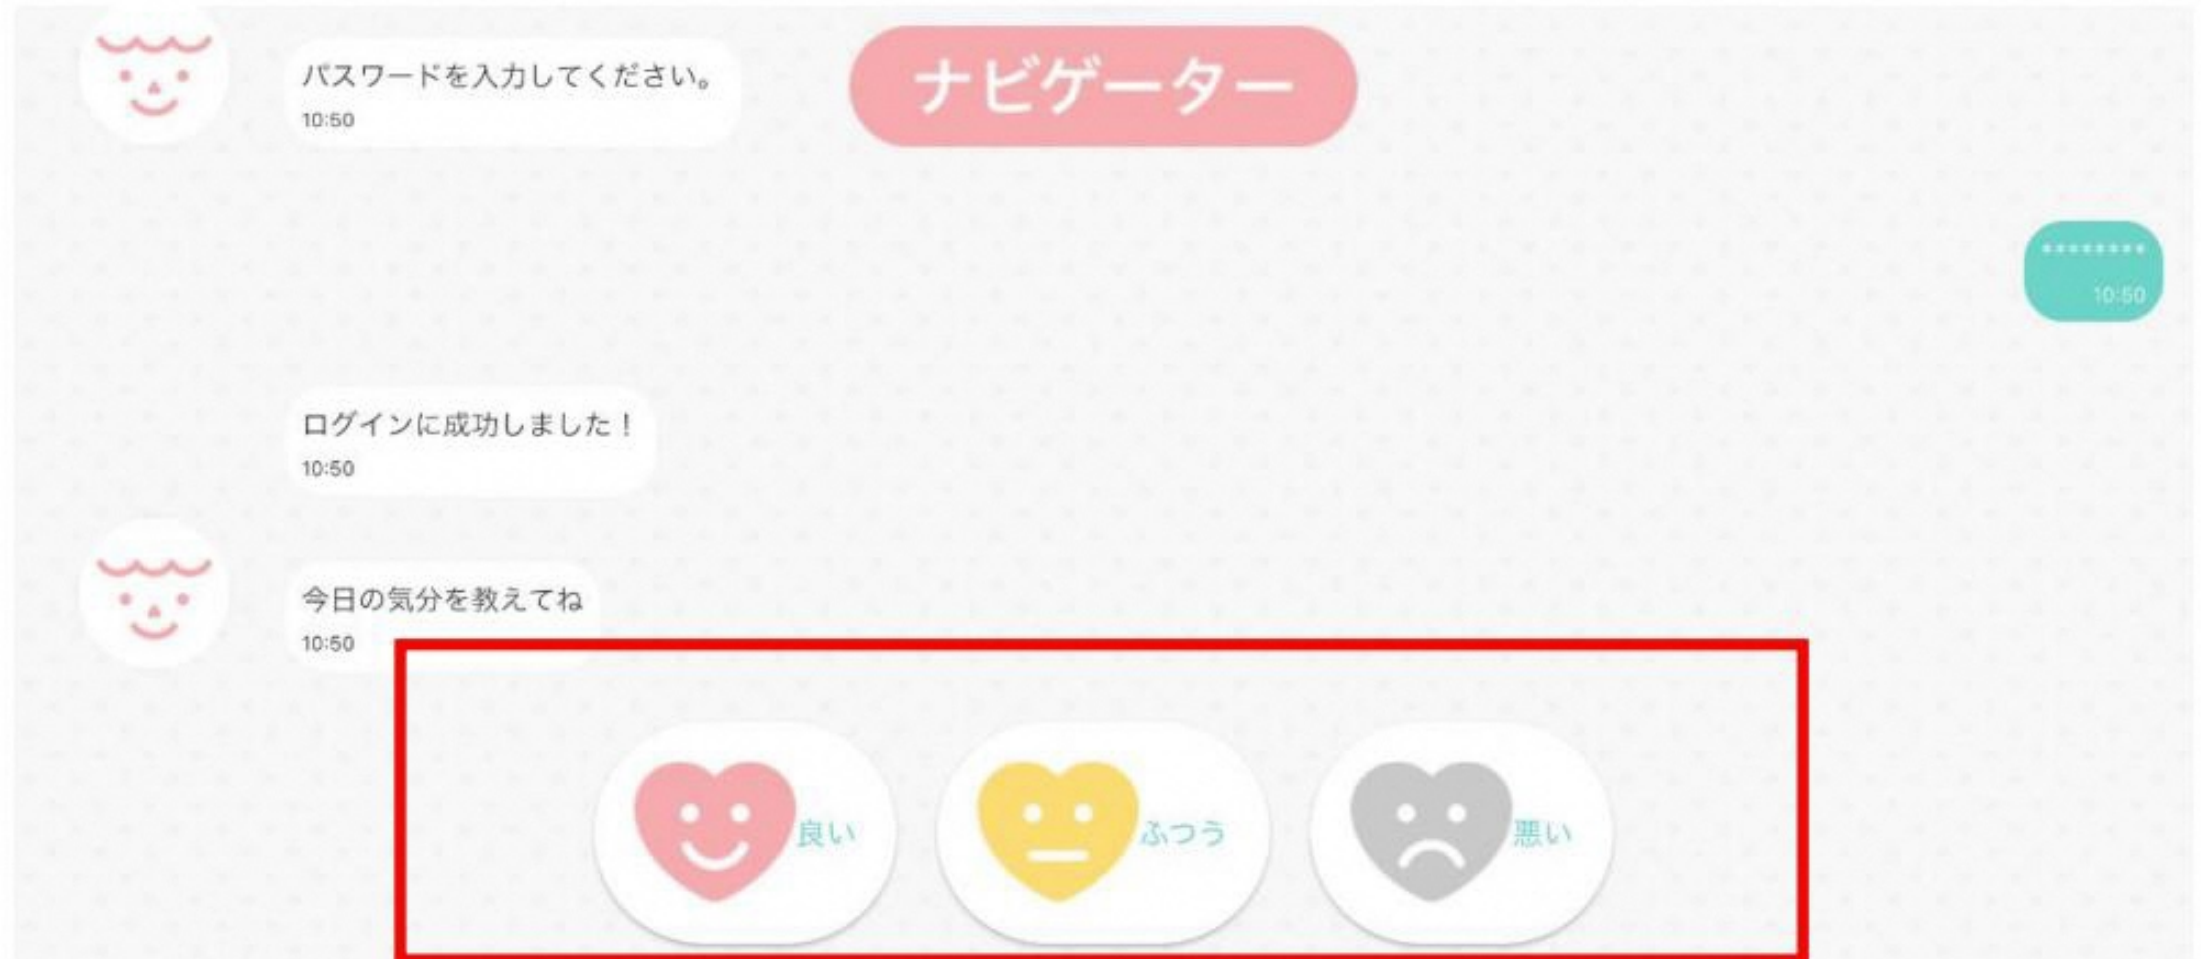 ナビゲーター
パスワードを入力してください。
10:50
********
10:50
ログインに成功しました！
10:50
今日の気分を教えてね
10:50
良い
ふつう
悪い